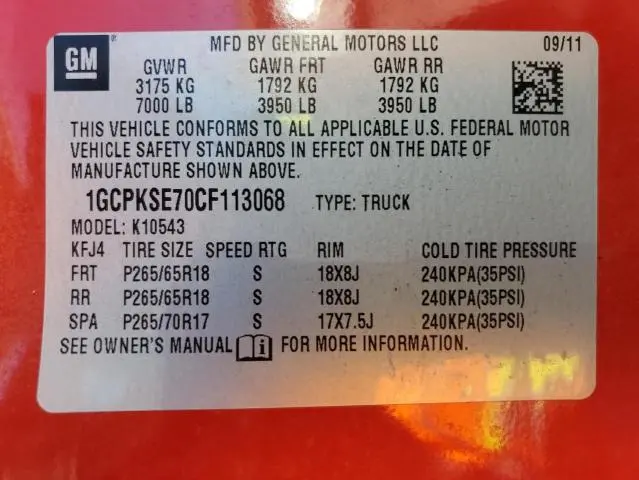 GM MFD BY GENERAL MOTORS LLC 09/11
GVWR GAWR FRT GAWR RR
3175 KG 1792 KG 1792 KG
7000 LB 3950 LB 3950 LB
THIS VEHICLE CONFORMS TO ALL APPLICABLE U.S. FEDERAL MOTOR
VEHICLE SAFETY STANDARDS IN EFFECT ON THE DATE OF
MANUFACTURE SHOWN ABOVE.
1GCPKSE70CF113068 TYPE: TRUCK
MODEL: K10543
KFJ4 TIRE SIZE SPEED RTG RIM COLD TIRE PRESSURE
FRT P265/65R18 S 18X8J 240KPA(35PSI)
RR P265/65R18 S 18X8J 240KPA(35PSI)
SPA P265/70R17 S 17X7.5J 240KPA(35PSI)
SEE OWNER'S MANUAL i FOR MORE INFORMATION.